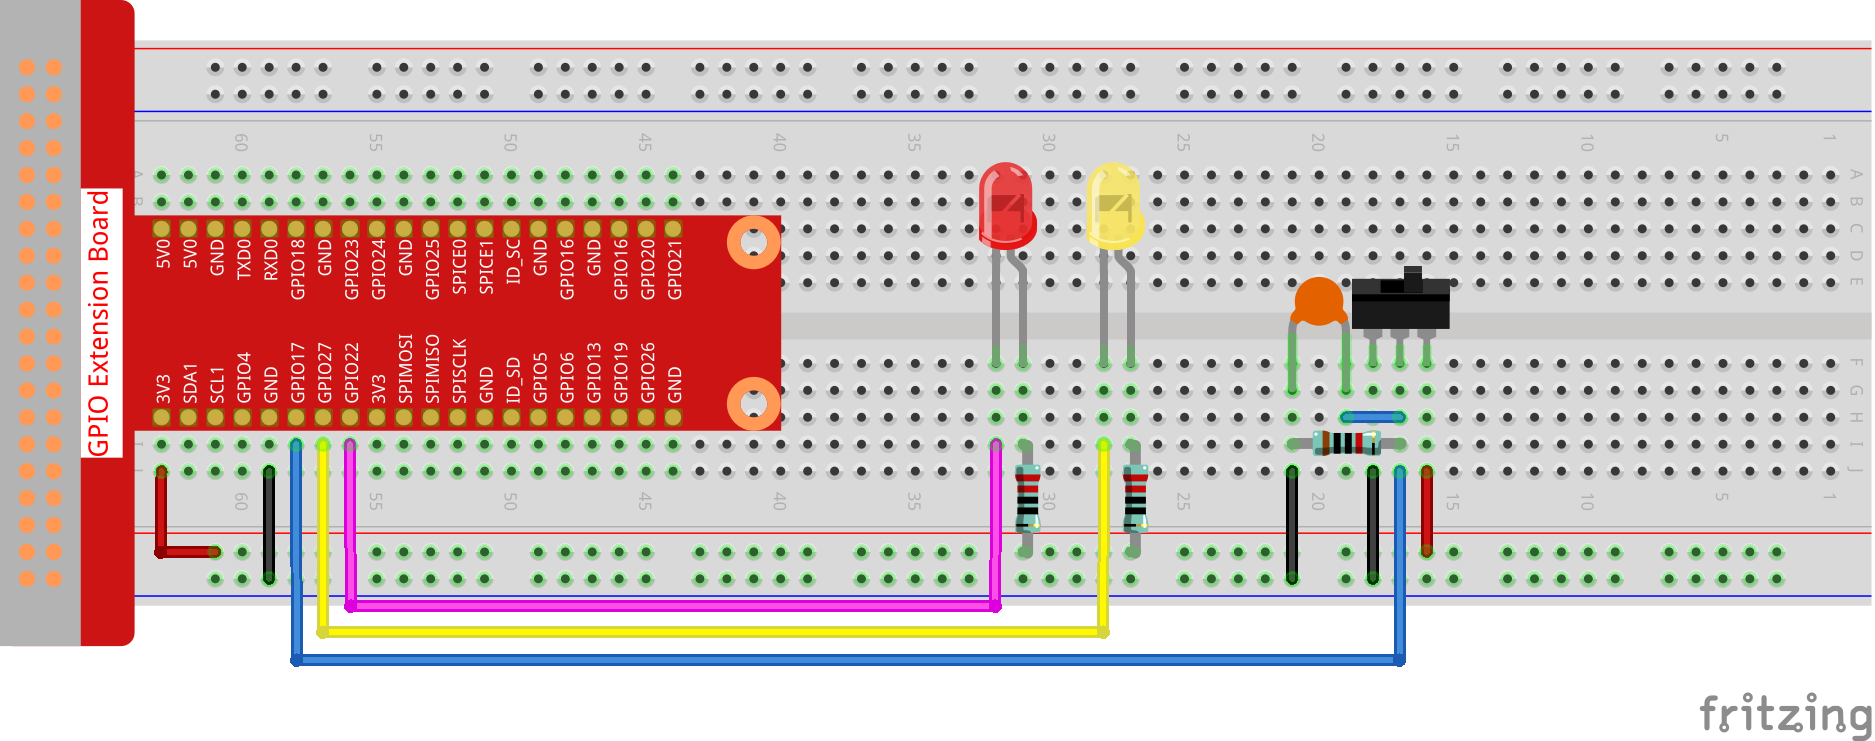 60 55 50 45 40 35 30 25 20 15 10 5 1
A A
B B
C
D
E
GPIO Extension Board
5V0 5V0 GND TXD0 RXD0 GPIO18 GND GPIO23 GPIO24 GND GPIO25 SPICE0 SPICE1 ID_SC GND GPIO16 GND GPIO16 GPIO20 GPIO21
3V3 SDA1 SCL1 GPIO4 GND GPIO17 GPIO27 GPIO22 3V3 SPIMOSI SPIMISO SPISCLK GND ID_SD GPIO5 GPIO6 GPIO13 GPIO19 GPIO26 GND
F
G
H
I I
J J
60 55 50 45 40 35 30 25 20 15 10 5 1
fritzing